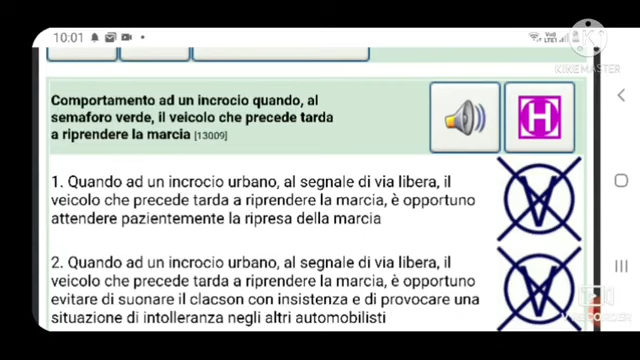 10:01
KINEMASTER
Comportamento ad un incrocio quando, al
semaforo verde, il veicolo che precede tarda
a riprendere la marcia [13009]
H
1. Quando ad un incrocio urbano, al segnale di via libera, il
veicolo che precede tarda a riprendere la marcia, è opportuno
attendere pazientemente la ripresa della marcia
V
2. Quando ad un incrocio urbano, al segnale di via libera, il
veicolo che precede tarda a riprendere la marcia, è opportuno
evitare di suonare il clacson con insistenza e di provocare una
situazione di intolleranza negli altri automobilisti
V